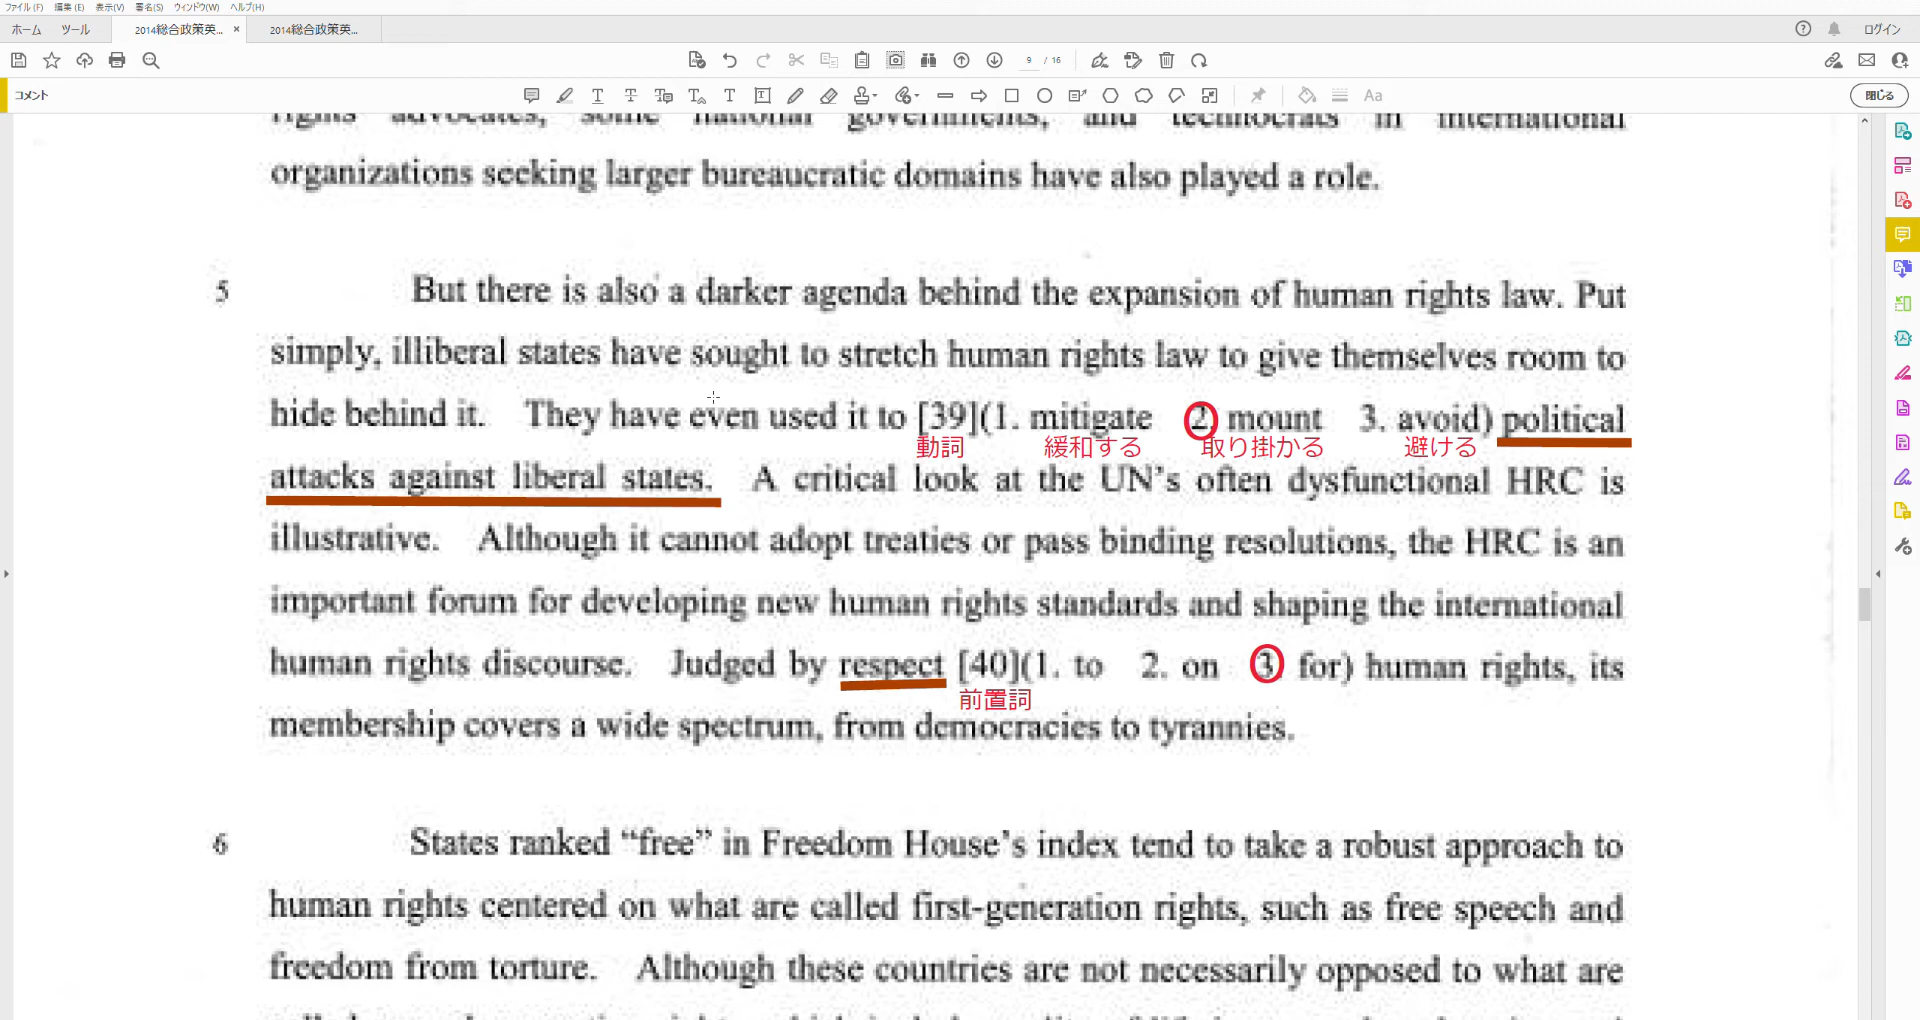 ファイル(F) 編集(E) 表示(V) 署名(S) ウィンドウ(W) ヘルプ(H)
ホーム ツール 2014総合政策英... × 2014総合政策英... ログイン
9 / 16
コメント Aa 閉じる
rights advocates, some national governments, and technocrats in international
organizations seeking larger bureaucratic domains have also played a role.
5 But there is also a darker agenda behind the expansion of human rights law. Put
simply, illiberal states have sought to stretch human rights law to give themselves room to
hide behind it. They have even used it to [39](1. mitigate 2. mount 3. avoid) political
動詞 緩和する 取り掛かる 避ける
attacks against liberal states. A critical look at the UN's often dysfunctional HRC is
illustrative. Although it cannot adopt treaties or pass binding resolutions, the HRC is an
important forum for developing new human rights standards and shaping the international
human rights discourse. Judged by respect [40](1. to 2. on 3. for) human rights, its
前置詞
membership covers a wide spectrum, from democracies to tyrannies.
6 States ranked “free” in Freedom House's index tend to take a robust approach to
human rights centered on what are called first-generation rights, such as free speech and
freedom from torture. Although these countries are not necessarily opposed to what are